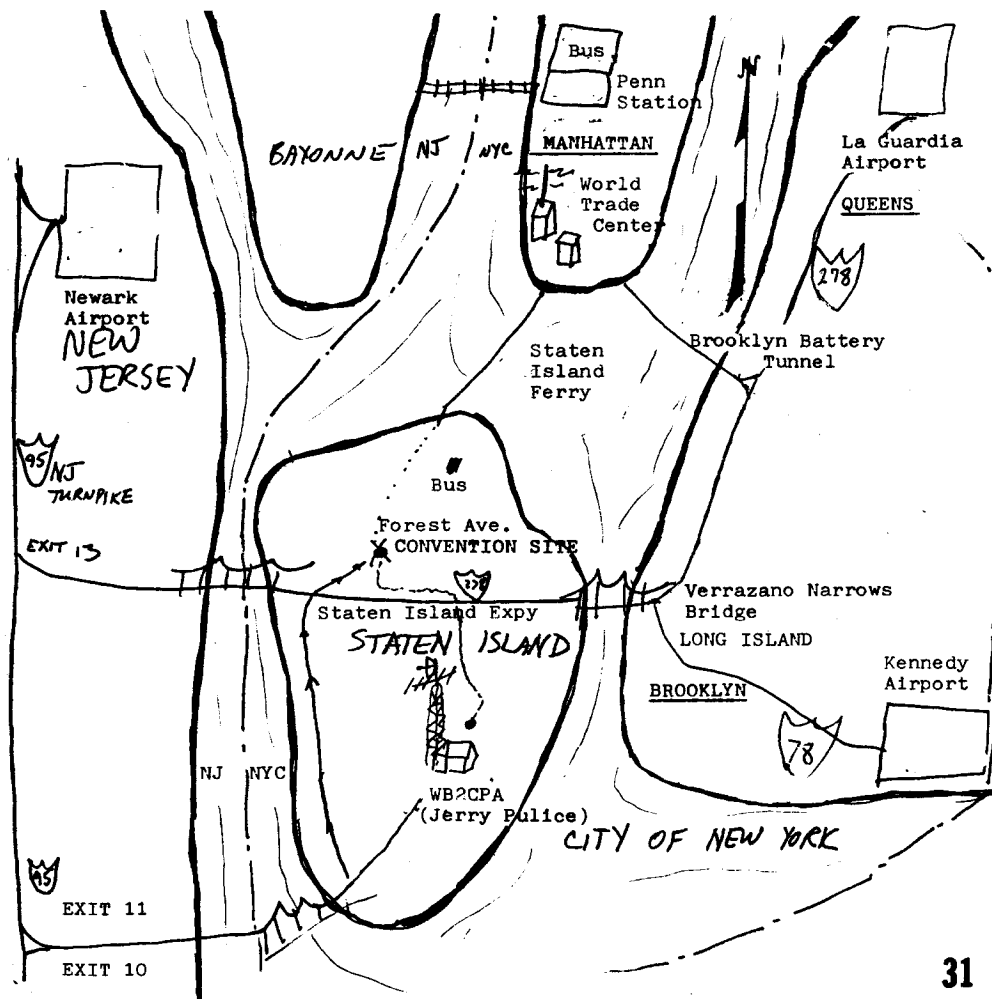 Bus
Penn
Station
N
La Guardia
Airport
QUEENS
BAYONNE
NJ
NYC
MANHATTAN
World
Trade
Center
278
Newark
Airport
NEW
JERSEY
Staten
Island
Ferry
Brooklyn Battery
Tunnel
95
NJ
TURNPIKE
Bus
Forest Ave.
CONVENTION SITE
EXIT 13
278
Staten Island Expy
STATEN ISLAND
Verrazano Narrows
Bridge
LONG ISLAND
Kennedy
Airport
BROOKLYN
78
NJ
NYC
WB2CPA
(Jerry Pulice)
CITY OF NEW YORK
95
EXIT 11
EXIT 10
31